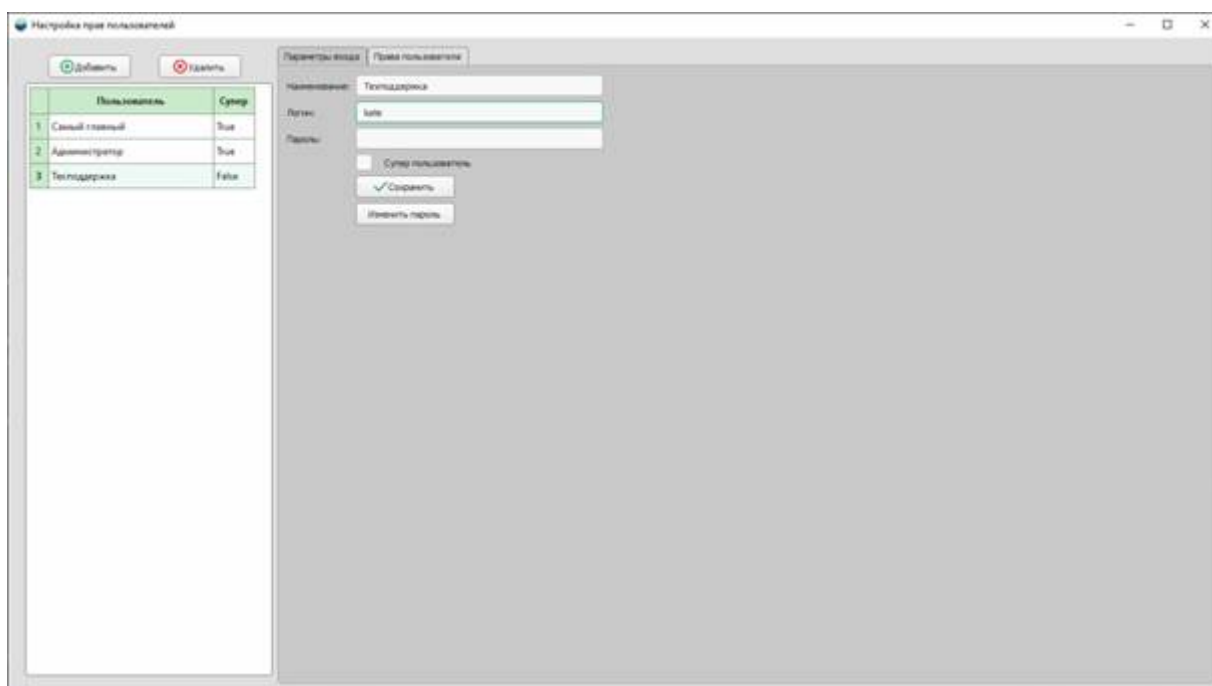 Настройка прав пользователей
Добавить
Удалить
Пользователь Супер
1 Самый главный True
2 Администратор True
3 Техподдержка False
Параметры входа
Права пользователя
Наименование: Техподдержка
Логин: kate
Пароль:
Супер пользователь
Сохранить
Изменить пароль